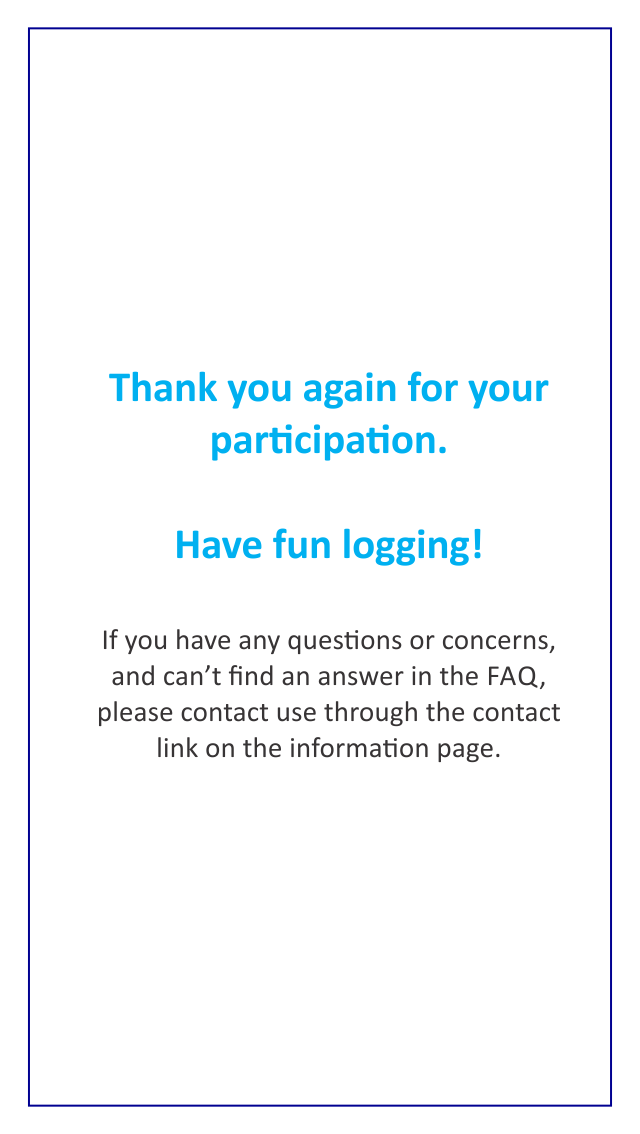 Thank you again for your
participation.
Have fun logging!
If you have any questions or concerns,
and can’t find an answer in the FAQ,
please contact use through the contact
link on the information page.